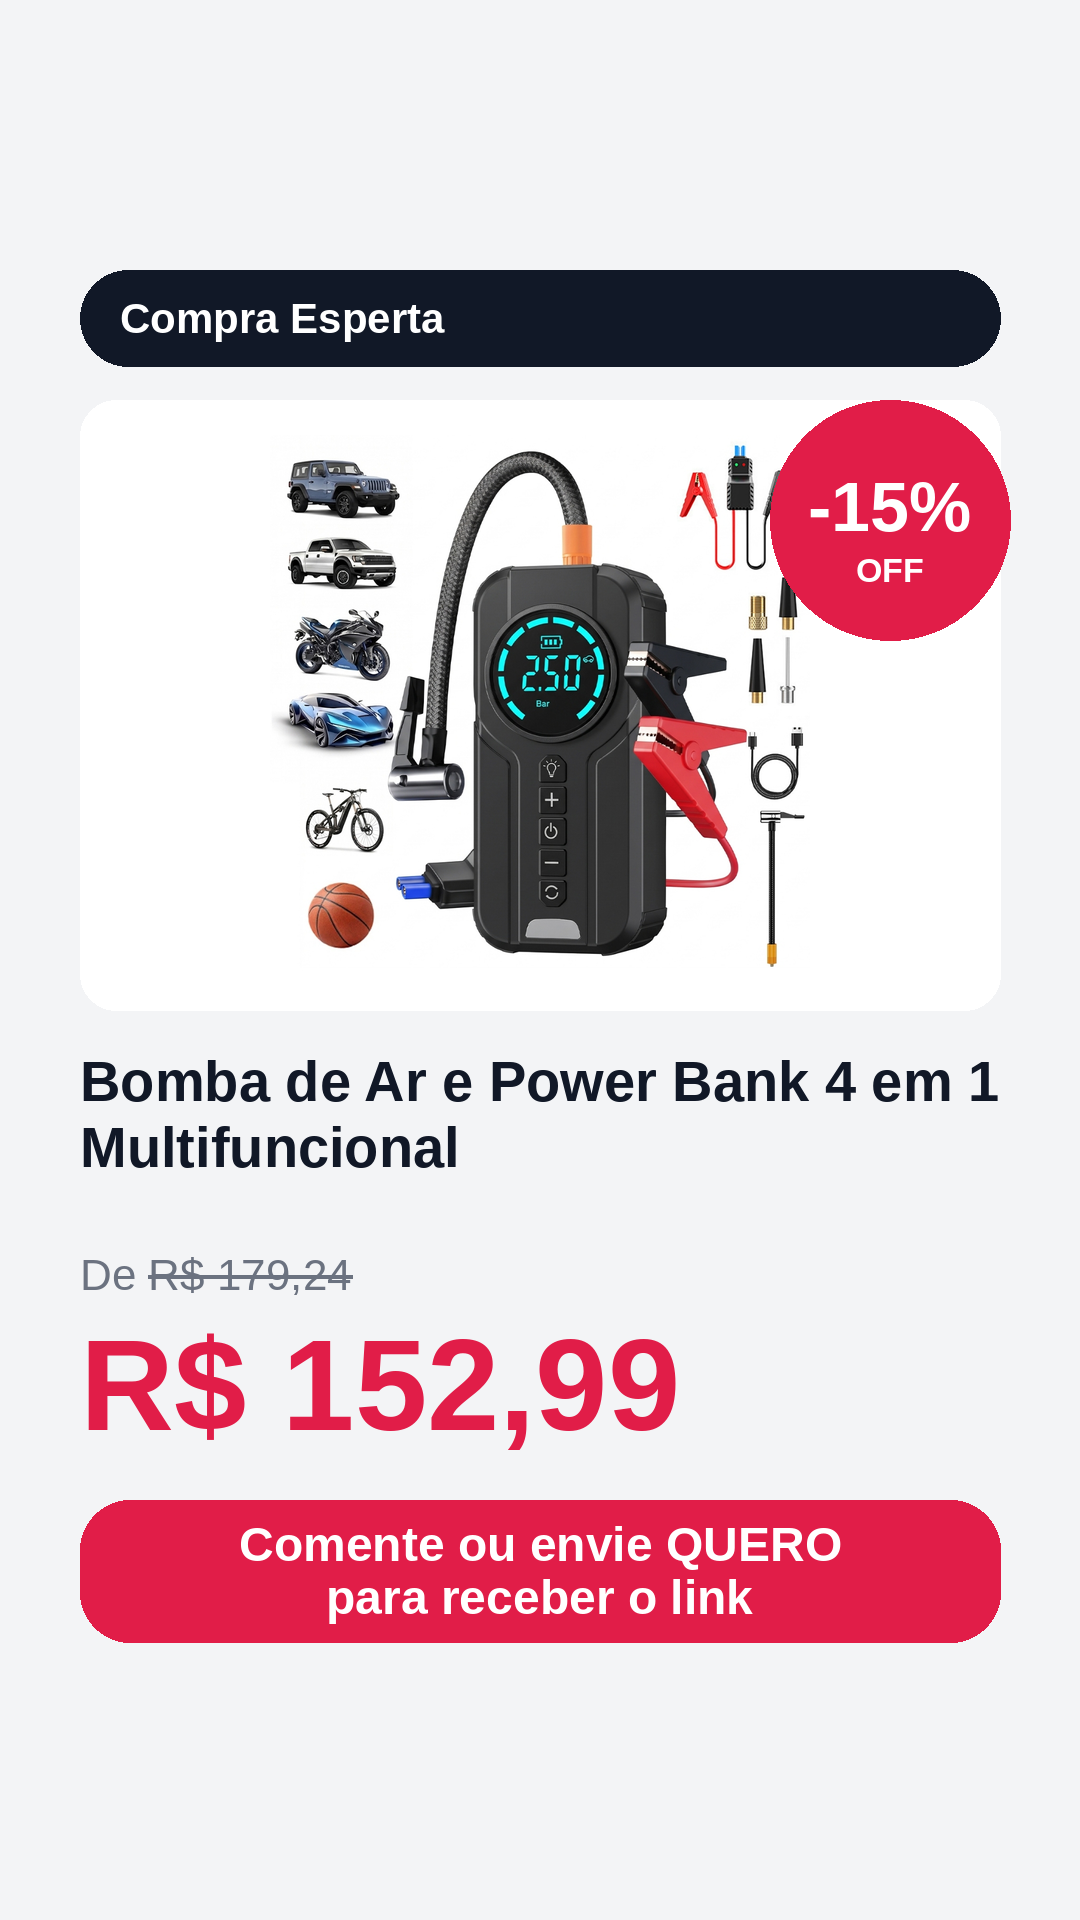 Compra Esperta
-15%
OFF
2.50
Bar
Bomba de Ar e Power Bank 4 em 1
Multifuncional
De R$ 179,24
R$ 152,99
Comente ou envie QUERO
para receber o link